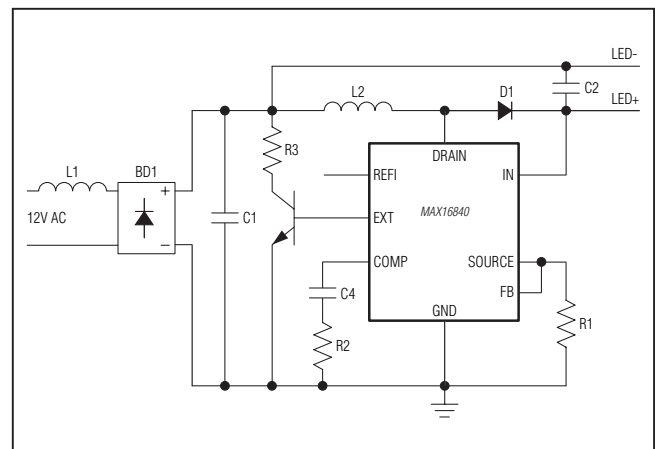 LED-
L2
D1
C2
LED+
R3
DRAIN
L1
BD1
REFI
IN
+
MAX16840
12V AC
C1
EXT
–
COMP
SOURCE
C4
FB
GND
R1
R2